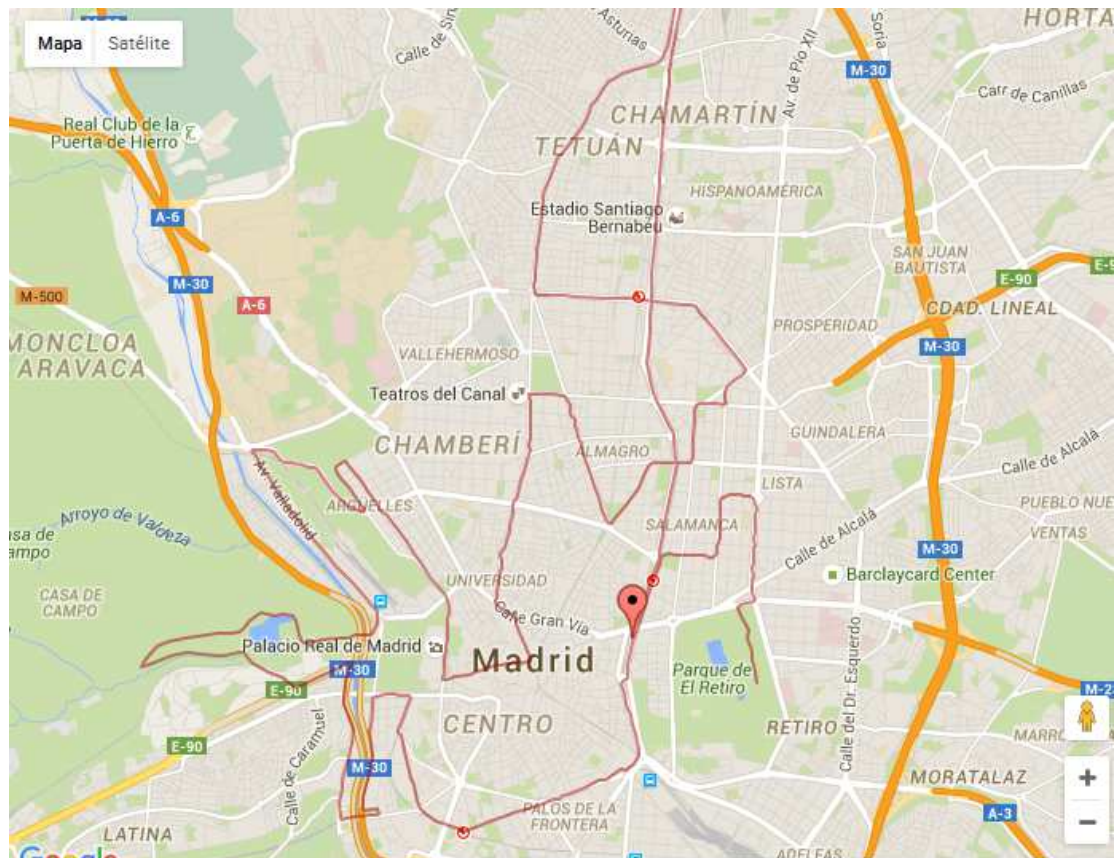 Mapa Satélite
Asturias
Calle de Sin
Av. de Pío XII
Soria
HORTA
M-30
Carr de Canillas
Real Club de la
Puerta de Hierro
CHAMARTÍN
TETUÁN
HISPANOAMÉRICA
A-6
Estadio Santiago
Bernabéu
SAN JUAN
BAUTISTA
E-90
M-30
M-500
A-6
CDAD. LINEAL
PROSPERIDAD
M-30
MONCLOA
ARAVACA
VALLEHERMOSO
Teatros del Canal
GUINDALERA
CHAMBERÍ
ALMAGRO
Calle de Alcalá
LISTA
Av. Valladolid
ARGÜELLES
PUEBLO NUE
Arroyo de Valdeza
SALAMANCA
VENTAS
Calle de Alcalá
M-30
UNIVERSIDAD
Barclaycard Center
CASA DE
CAMPO
Calle Gran Vía
Palacio Real de Madrid
Madrid
Parque de
El Retiro
M-30
E-90
M-23
CENTRO
RETIRO
Calle del Dr. Esquerdo
E-90
Calle de Caramuel
M-30
MORATALAZ
PALOS DE LA
FRONTERA
A-3
LATINA
ADELFAS
Google